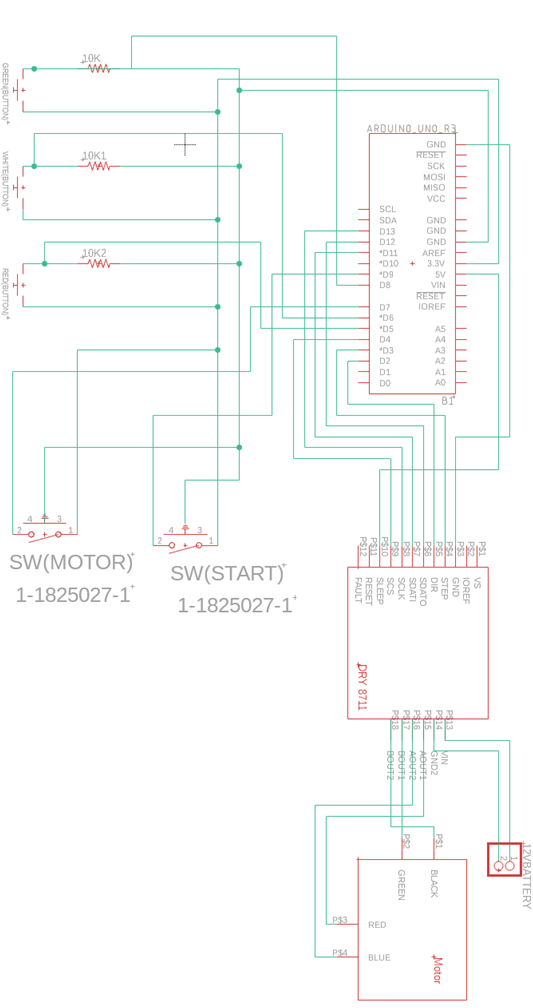 GREEN(BUTTON)
10K
WHITE(BUTTON)
10K1
RED(BUTTON)
10K2
ARDUINO_UNO_R3
GND
RESET
SCK
MOSI
MISO
VCC
SCL
SDA
D13
D12
*D11
*D10
*D9
D8
D7
*D6
*D5
D4
*D3
D2
D1
D0
GND
GND
GND
AREF
3.3V
5V
VIN
RESET
IOREF
A5
A4
A3
A2
A1
A0
B1
4 3
2 1
SW(MOTOR)
1-1825027-1
4 3
2 1
SW(START)
1-1825027-1
P$12
P$11
P$10
P$9
P$8
P$7
P$6
P$5
P$4
P$3
P$2
P$1
FAULT
RESET
SLEEP
SCS
SCLK
SDATI
SDATO
DIR
STEP
GND
IOREF
VS
DRY 8711
P$18
P$17
P$16
P$15
P$14
P$13
BOUT2
BOUT1
AOUT2
AOUT1
GND2
VIN
2
1
12VBATTERY
P$2
P$1
GREEN
BLACK
P$3
RED
P$4
BLUE
Motor